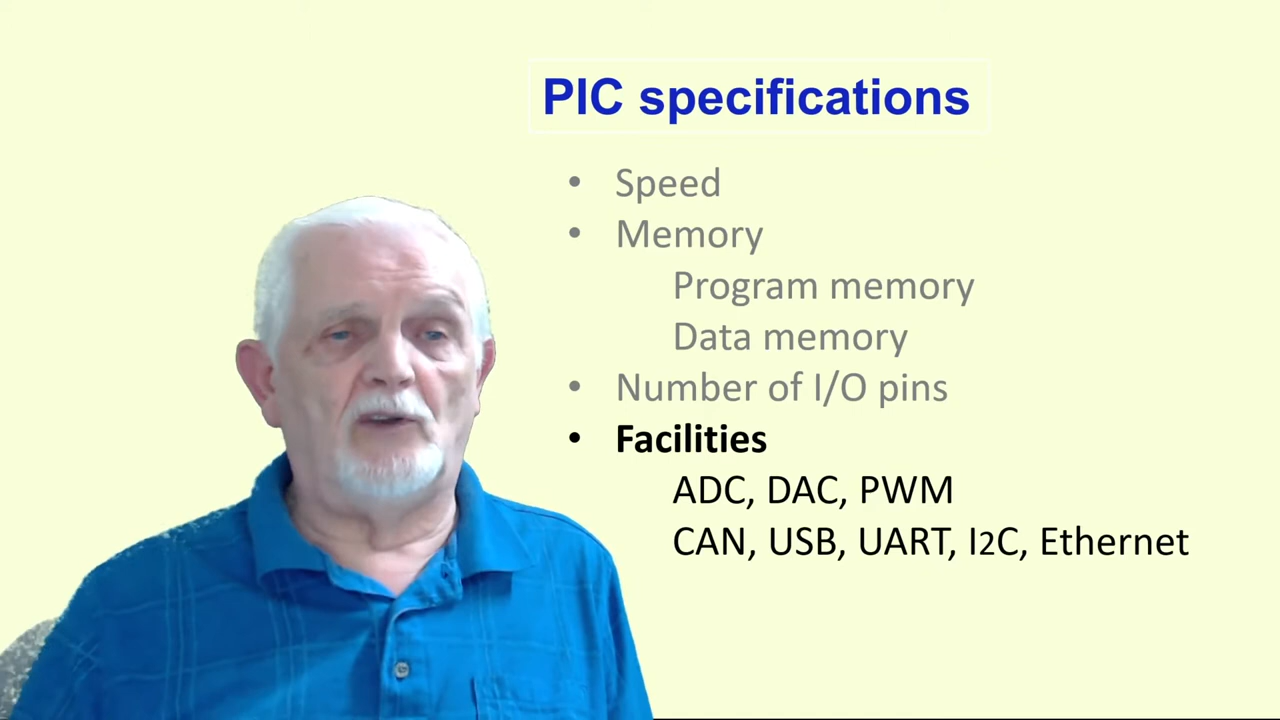 PIC specifications
• Speed
• Memory
Program memory
Data memory
• Number of I/O pins
• Facilities
ADC, DAC, PWM
CAN, USB, UART, I2C, Ethernet